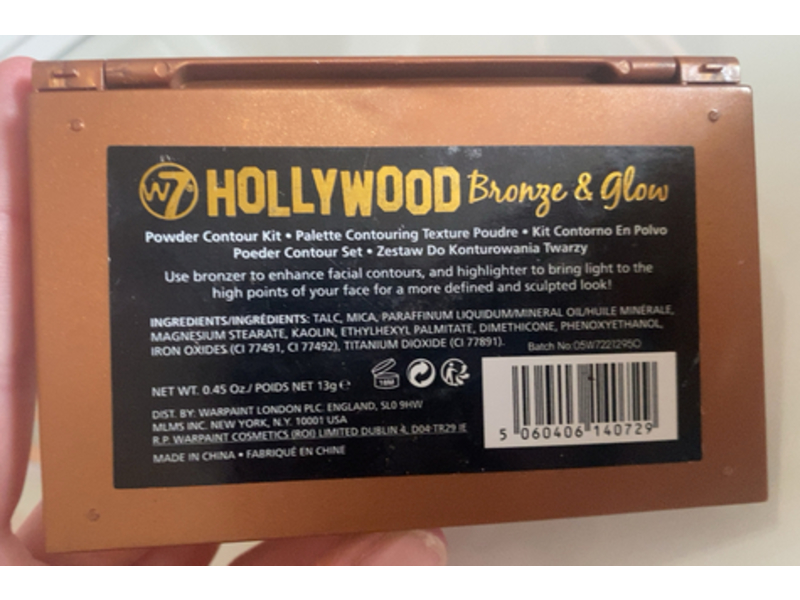 W7 HOLLYWOOD Bronze & Glow
Powder Contour Kit • Palette Contouring Texture Poudre • Kit Contorno En Polvo
Poeder Contour Set • Zestaw Do Konturowania Twarzy
Use bronzer to enhance facial contours, and highlighter to bring light to the
high points of your face for a more defined and sculpted look!
INGREDIENTS/INGRÉDIENTS: TALC, MICA, PARAFFINUM LIQUIDUM/MINERAL OIL/HUILE MINÉRALE,
MAGNESIUM STEARATE, KAOLIN, ETHYLHEXYL PALMITATE, DIMETHICONE, PHENOXYETHANOL,
IRON OXIDES (CI 77491, CI 77492), TITANIUM DIOXIDE (CI 77891).
Batch No:05W7221295O
NET WT. 0.45 Oz./ POIDS NET 13g e
18M
DIST. BY: WARPAINT LONDON PLC. ENGLAND, SL0 9HW
MLMS INC. NEW YORK, N.Y. 10001 USA
R.P. WARPAINT COSMETICS (ROI) LIMITED DUBLIN 4, D04-TR29 IE
MADE IN CHINA • FABRIQUÉ EN CHINE
5 060406 140729